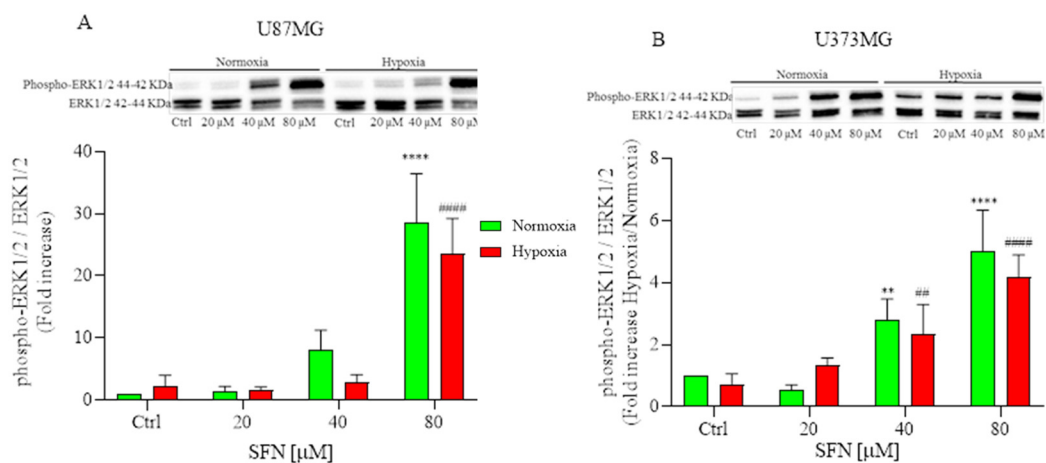 A
U87MG
Normoxia Hypoxia
Phospho-ERK1/2 44-42 KDa
ERK1/2 42-44 KDa
Ctrl 20 µM 40 µM 80 µM Ctrl 20 µM 40 µM 80 µ
phospho-ERK1/2 / ERK1/2
(Fold increase)
40
30
20
10
0
****
####
Ctrl 20 40 80
SFN [µM]
Normoxia
Hypoxia
B
U373MG
Normoxia Hypoxia
Phospho-ERK1/2 44-42 KDa
ERK1/2 42-44 KDa
Ctrl 20 µM 40 µM 80 µM Ctrl 20 µM 40 µM 80 µM
phospho-ERK1/2 / ERK1/2
(Fold increase Hypoxia/Normoxia)
8
6
4
2
0
** ## **** ####
Ctrl 20 40 80
SFN [µM]